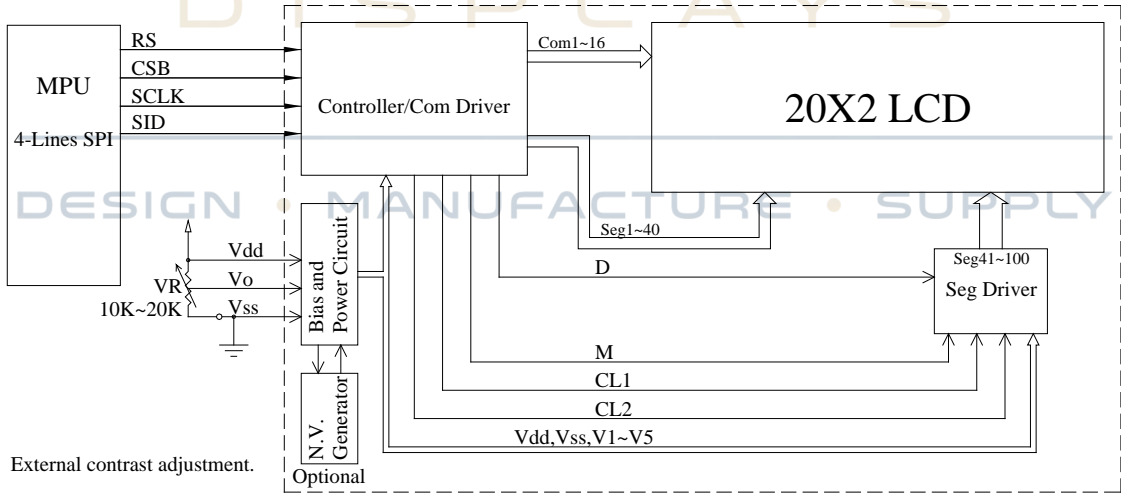 DISPLAYS
MPU
4-Lines SPI
RS
CSB
SCLK
SID
Controller/Com Driver
Com1~16
20X2 LCD
DESIGN • MANUFACTURE • SUPPLY
Seg1~40
Vdd
Vo
Vss
VR
10K~20K
Bias and
Power Circuit
D
Seg41~100
Seg Driver
M
CL1
CL2
Vdd,Vss,V1~V5
N.V.
Generator
Optional
External contrast adjustment.